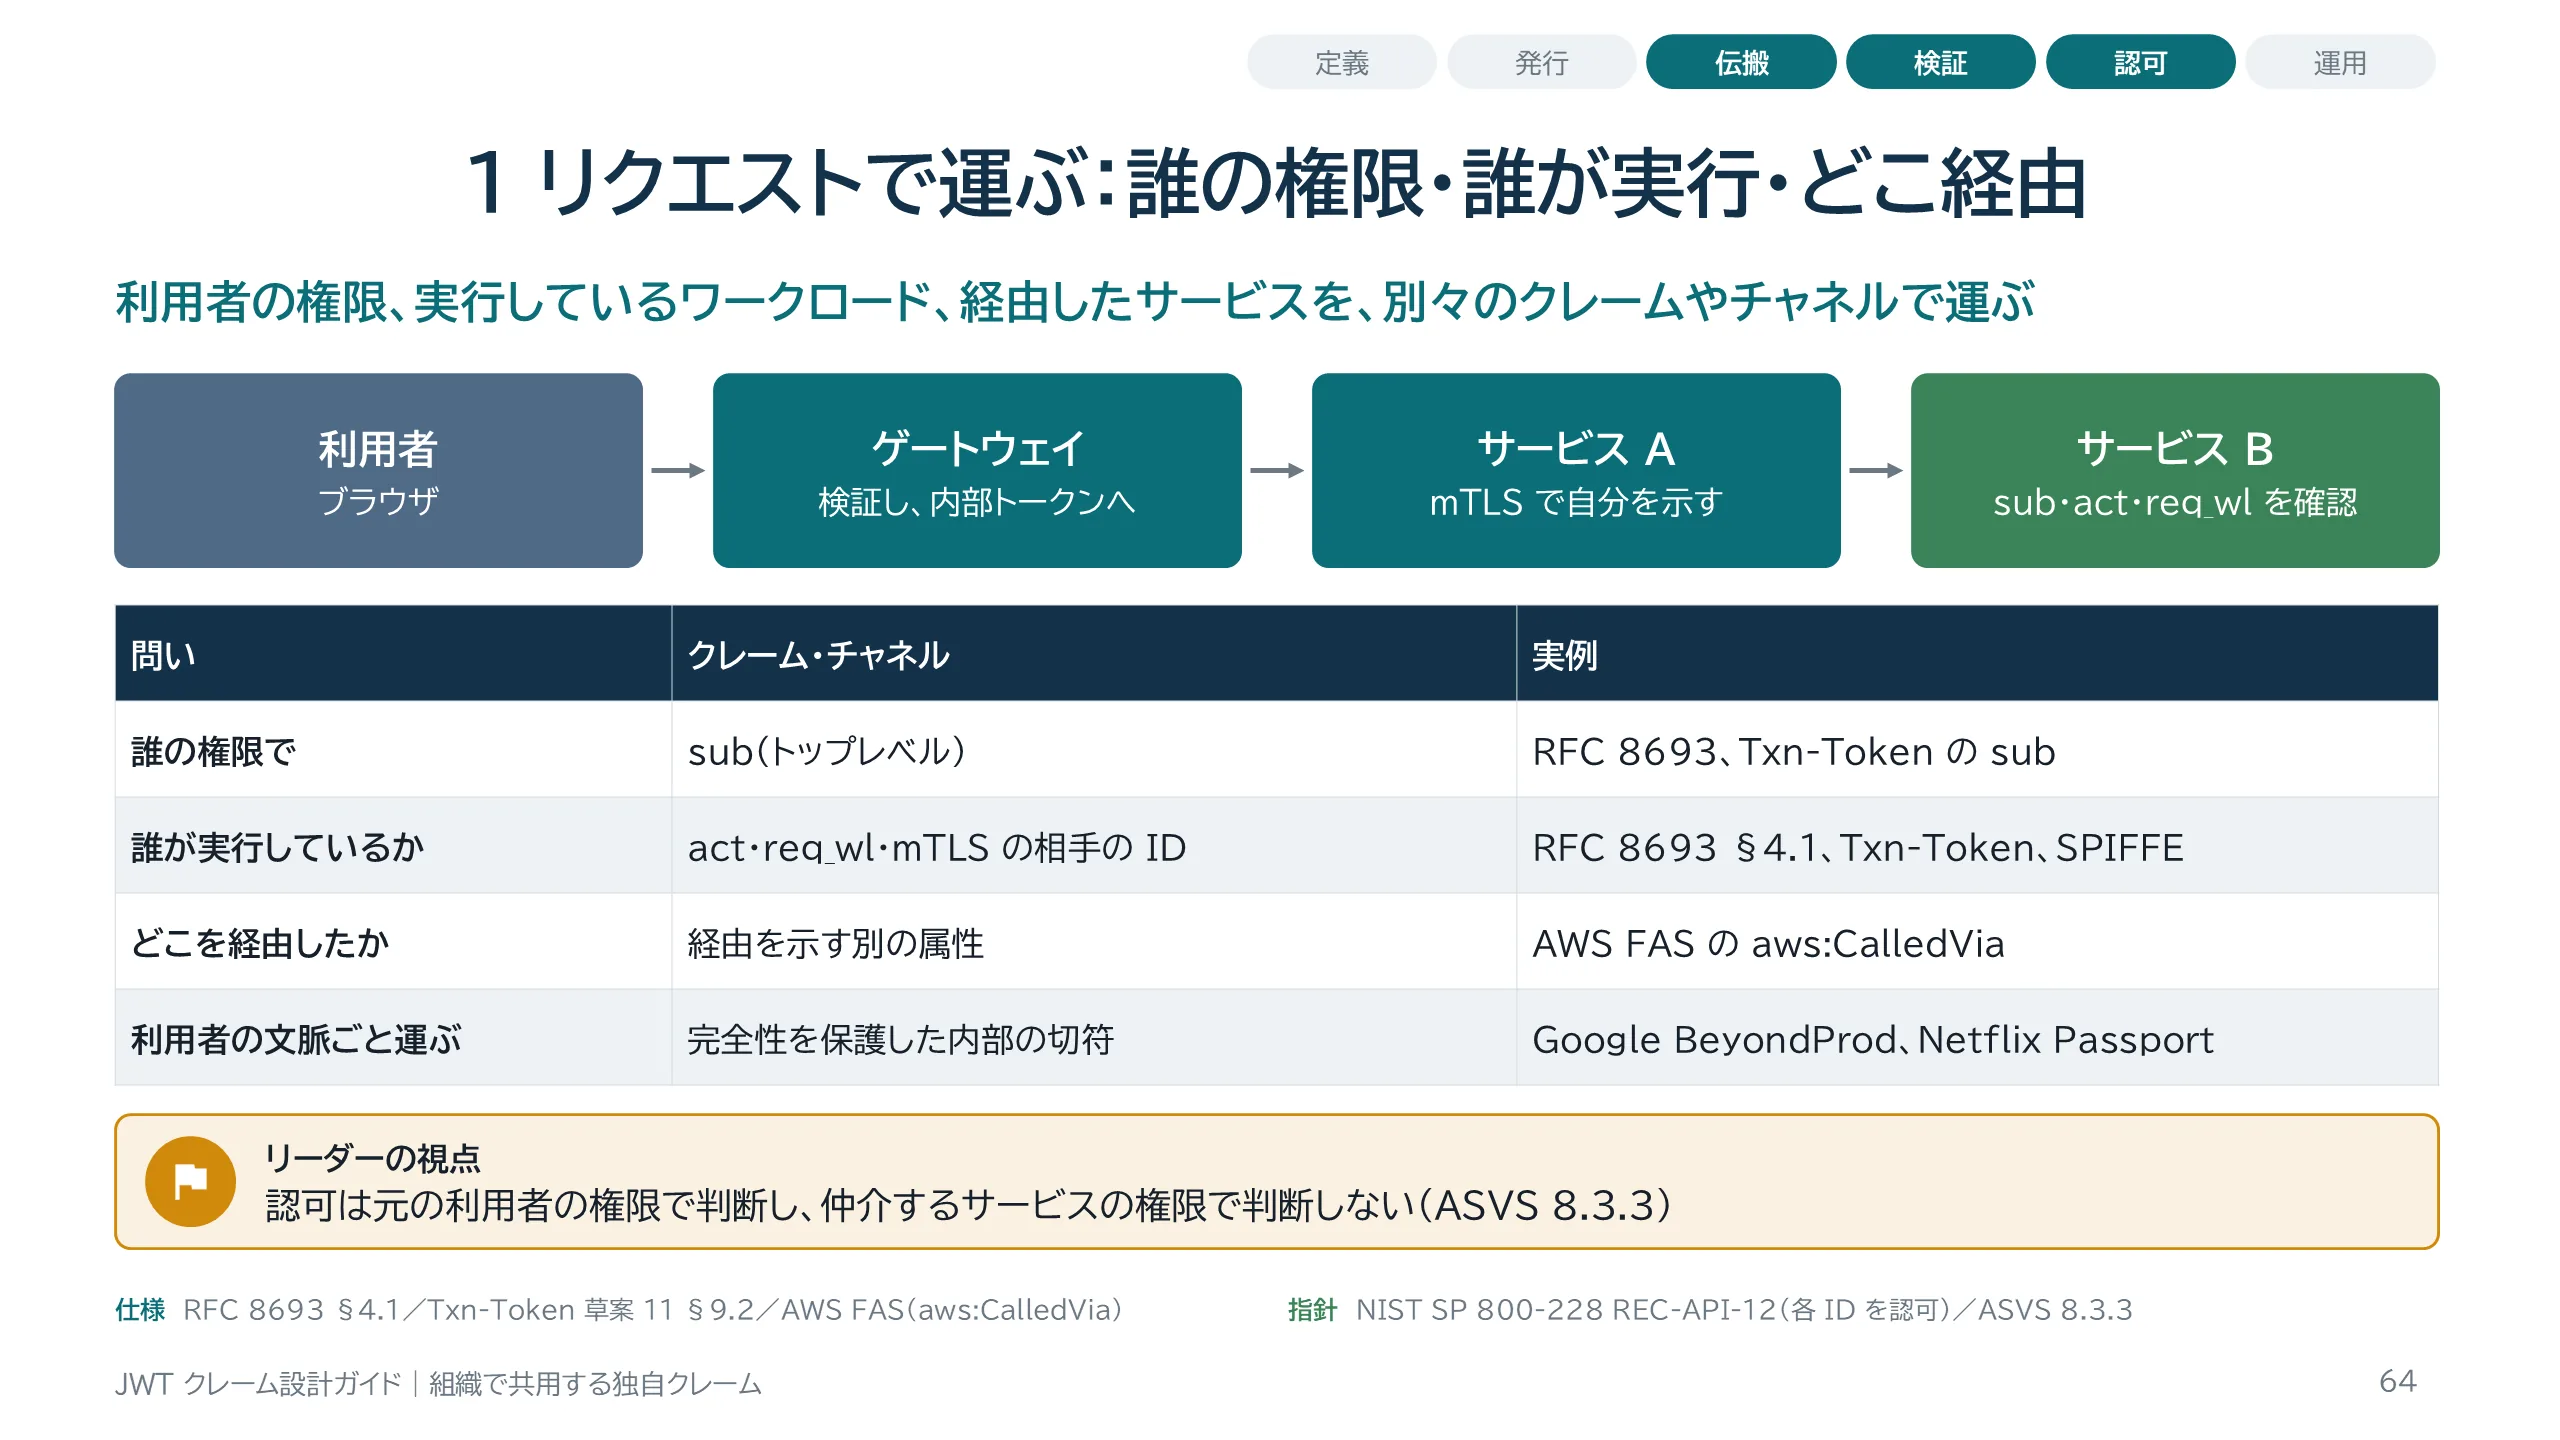 定義
発行
伝搬
検証
認可
運用
1 リクエストで運ぶ：誰の権限・誰が実行・どこ経由
利用者の権限、実行しているワークロード、経由したサービスを、別々のクレームやチャネルで運ぶ
利用者
ブラウザ
ゲートウェイ
検証し、内部トークンへ
サービス A
mTLS で自分を示す
サービス B
sub・act・req_wl を確認
問い
クレーム・チャネル
実例
誰の権限で
sub（トップレベル）
RFC 8693、Txn-Token の sub
誰が実行しているか
act・req_wl・mTLS の相手の ID
RFC 8693 §4.1、Txn-Token、SPIFFE
どこを経由したか
経由を示す別の属性
AWS FAS の aws:CalledVia
利用者の文脈ごと運ぶ
完全性を保護した内部の切符
Google BeyondProd、Netflix Passport
リーダーの視点
認可は元の利用者の権限で判断し、仲介するサービスの権限で判断しない（ASVS 8.3.3）
仕様 RFC 8693 §4.1／Txn-Token 草案 11 §9.2／AWS FAS（aws:CalledVia）
指針 NIST SP 800-228 REC-API-12（各 ID を認可）／ASVS 8.3.3
JWT クレーム設計ガイド｜組織で共用する独自クレーム
64